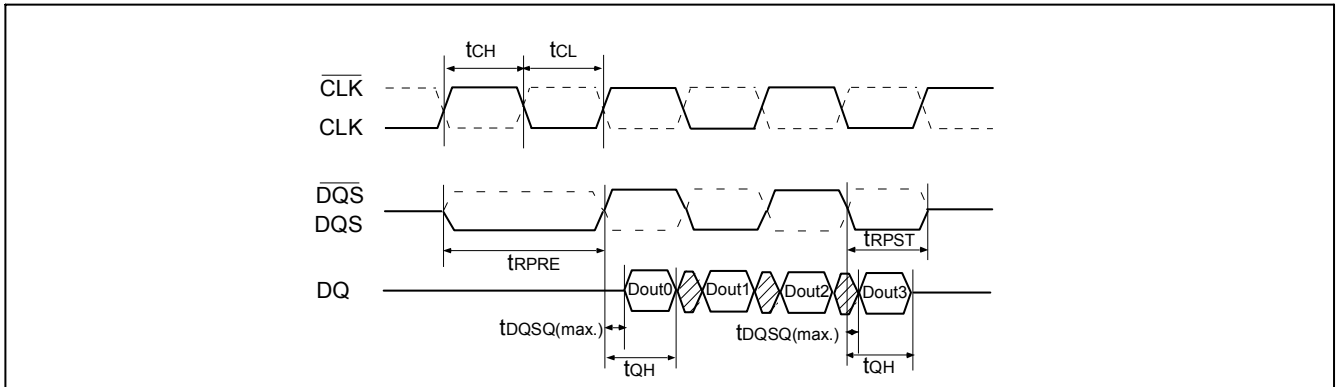 tCH tCL
CLK
CLK
DQS
DQS
tRPRE
tRPST
DQ
Dout0 Dout1 Dout2 Dout3
tDQSQ(max.) tDQSQ(max.)
tQH tQH